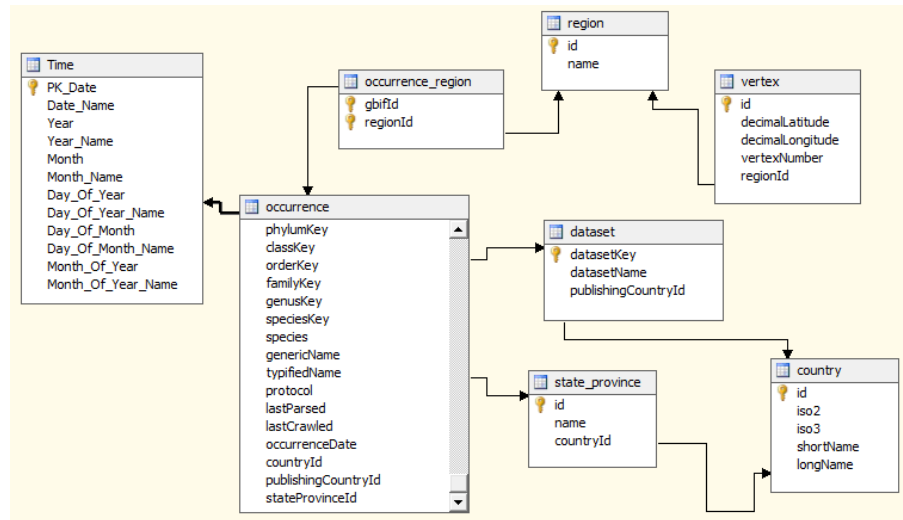 Time
PK_Date
Date_Name
Year
Year_Name
Month
Month_Name
Day_Of_Year
Day_Of_Year_Name
Day_Of_Month
Day_Of_Month_Name
Month_Of_Year
Month_Of_Year_Name
occurrence_region
gbifId
regionId
region
id
name
vertex
id
decimalLatitude
decimalLongitude
vertexNumber
regionId
occurrence
phylumKey
classKey
orderKey
familyKey
genusKey
speciesKey
species
genericName
typifiedName
protocol
lastParsed
lastCrawled
occurrenceDate
countryId
publishingCountryId
stateProvinceId
dataset
datasetKey
datasetName
publishingCountryId
state_province
id
name
countryId
country
id
iso2
iso3
shortName
longName